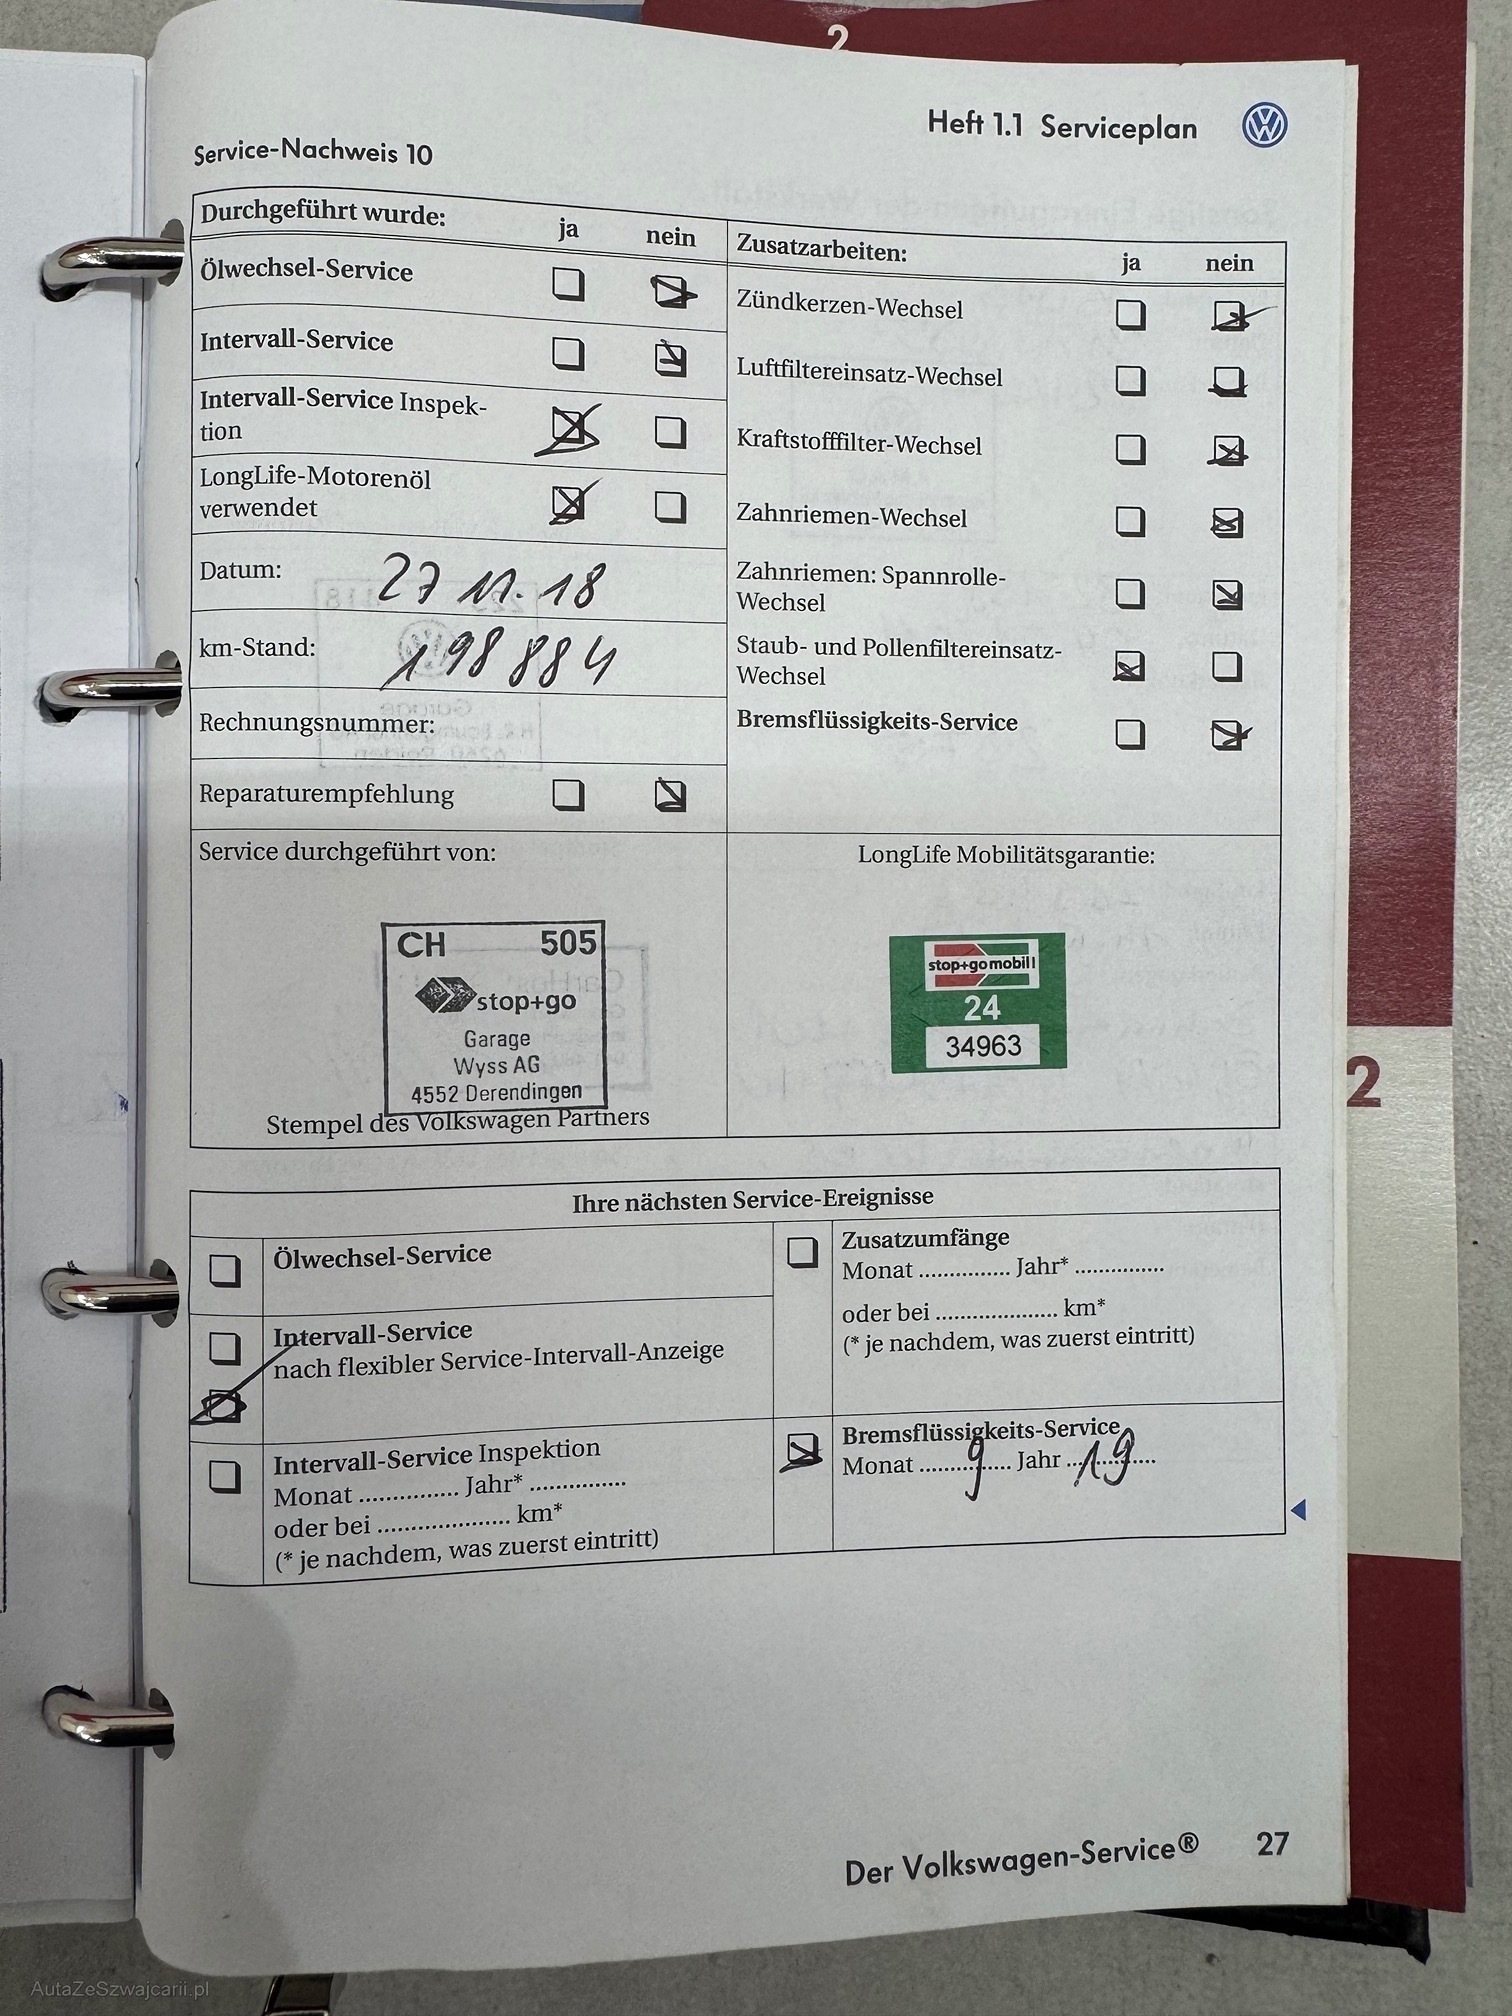 2
Heft 1.1 Serviceplan
Service-Nachweis 10
Durchgeführt wurde: ja nein
Ölwechsel-Service
Intervall-Service
Intervall-Service Inspek-
tion
LongLife-Motorenöl
verwendet
Datum: 27 11. 18
km-Stand: 198 884
Rechnungsnummer:
Reparaturempfehlung
Zusatzarbeiten: ja nein
Zündkerzen-Wechsel
Luftfiltereinsatz-Wechsel
Kraftstofffilter-Wechsel
Zahnriemen-Wechsel
Zahnriemen: Spannrolle-
Wechsel
Staub- und Pollenfiltereinsatz-
Wechsel
Bremsflüssigkeits-Service
Service durchgeführt von:
CH 505
stop+go
Garage
Wyss AG
4552 Derendingen
Stempel des Volkswagen Partners
LongLife Mobilitätsgarantie:
stop+go mobil!
24
34963
2
Ihre nächsten Service-Ereignisse
Ölwechsel-Service
Intervall-Service
nach flexibler Service-Intervall-Anzeige
Intervall-Service Inspektion
Monat ............... Jahr* ...............
oder bei .................... km*
(* je nachdem, was zuerst eintritt)
Zusatzumfänge
Monat .............. Jahr* ..............
oder bei .................. km*
(* je nachdem, was zuerst eintritt)
Bremsflüssigkeits-Service
Monat 9 Jahr 19
Der Volkswagen-Service® 27
AutaZeSzwajcarii.pl